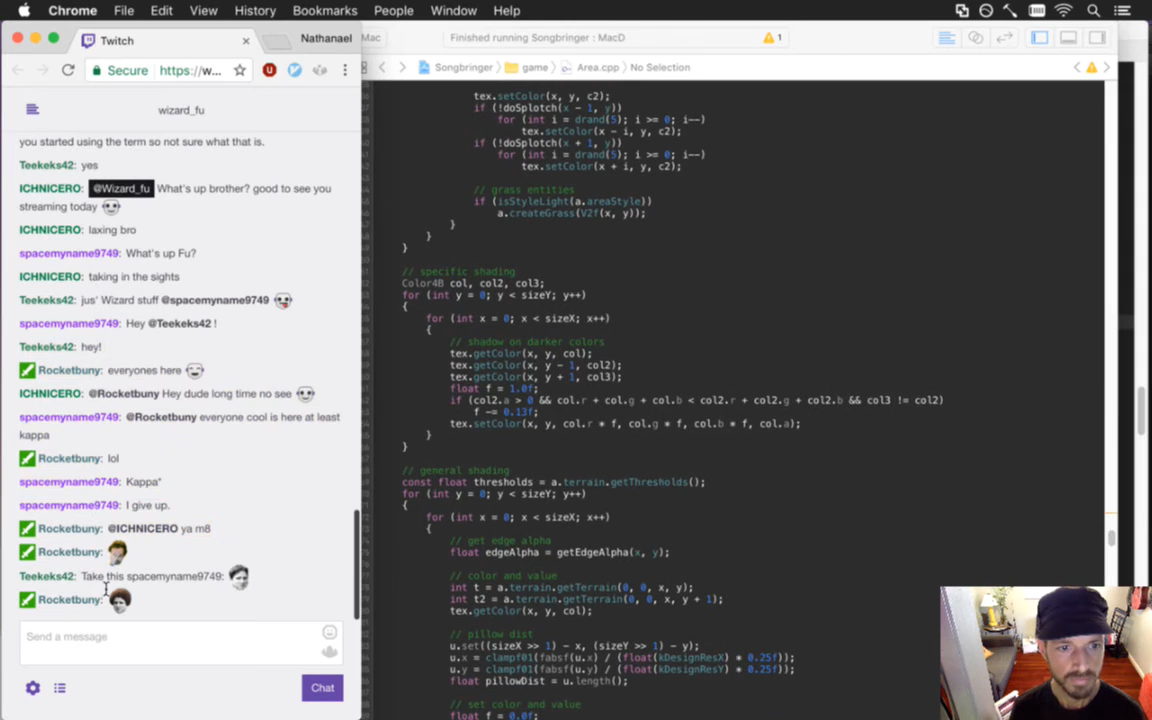 Chrome File Edit View History Bookmarks People Window Help
Twitch
Nathanael
Mac
Finished running Songbringer : MacD
1
Secure https://w...
Songbringer game Area.cpp No Selection
wizard_fu
you started using the term so not sure what that is.
Teekeks42: yes
ICHNICERO: @Wizard_fu What's up brother? good to see you
streaming today
ICHNICERO: laxing bro
spacemyname9749: What's up Fu?
ICHNICERO: taking in the sights
Teekeks42: jus' Wizard stuff @spacemyname9749
spacemyname9749: Hey @Teekeks42 !
Teekeks42: hey!
Rocketbuny: everyones here
ICHNICERO: @Rocketbuny Hey dude long time no see
spacemyname9749: @Rocketbuny everyone cool is here at least
kappa
Rocketbuny: lol
spacemyname9749: Kappa*
spacemyname9749: I give up.
Rocketbuny: @ICHNICERO ya m8
Rocketbuny:
Teekeks42: Take this spacemyname9749:
Rocketbuny:
Send a message
Chat
tex.setColor(x, y, c2);
if (!doSplotch(x - 1, y))
for (int i = drand(5); i >= 0; i--)
tex.setColor(x - i, y, c2);
if (!doSplotch(x + 1, y))
for (int i = drand(5); i >= 0; i--)
tex.setColor(x + i, y, c2);
// grass entities
if (isStyleLight(a.areaStyle))
a.createGrass(V2f(x, y));
}
}
}
// specific shading
Color4B col, col2, col3;
for (int y = 0; y < sizeY; y++)
{
for (int x = 0; x < sizeX; x++)
{
// shadow on darker colors
tex.getColor(x, y, col);
tex.getColor(x, y - 1, col2);
tex.getColor(x, y + 1, col3);
float f = 1.0f;
if (col2.a > 0 && col.r + col.g + col.b < col2.r + col2.g + col2.b && col3 != col2)
f -= 0.13f;
tex.setColor(x, y, col.r * f, col.g * f, col.b * f, col.a);
}
}
// general shading
const float thresholds = a.terrain.getThresholds();
for (int y = 0; y < sizeY; y++)
{
for (int x = 0; x < sizeX; x++)
{
// get edge alpha
float edgeAlpha = getEdgeAlpha(x, y);
// color and value
int t = a.terrain.getTerrain(0, 0, x, y);
int t2 = a.terrain.getTerrain(0, 0, x, y + 1);
tex.getColor(x, y, col);
// pillow dist
u.set((sizeX >> 1) - x, (sizeY >> 1) - y);
u.x = clampf01(fabsf(u.x) / (float(kDesignResX) * 0.25f));
u.y = clampf01(fabsf(u.y) / (float(kDesignResY) * 0.25f));
float pillowDist = u.length();
// set color and value
float f = 0.0f;